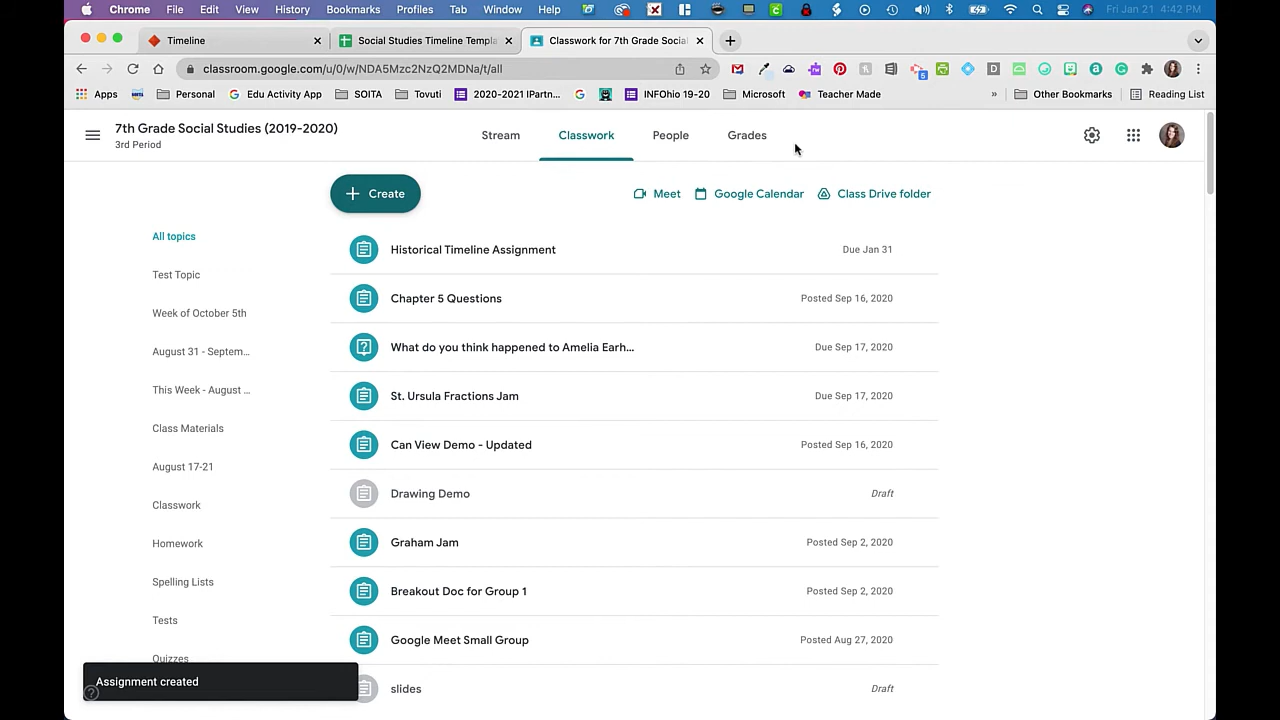 Chrome File Edit View History Bookmarks Profiles Tab Window Help Fri Jan 21 4:42 PM
Timeline Social Studies Timeline Templa Classwork for 7th Grade Social
classroom.google.com/u/0/w/NDA5Mzc2NzQ2MDNa/t/all
Apps Personal Edu Activity App SOITA Tovuti 2020-2021 IPartn... INFOhio 19-20 Microsoft Teacher Made » Other Bookmarks Reading List
7th Grade Social Studies (2019-2020)
3rd Period
Stream Classwork People Grades
+ Create
Meet Google Calendar Class Drive folder
All topics
Test Topic
Week of October 5th
August 31 - Septem...
This Week - August ...
Class Materials
August 17-21
Classwork
Homework
Spelling Lists
Tests
Quizzes
Historical Timeline Assignment Due Jan 31
Chapter 5 Questions Posted Sep 16, 2020
What do you think happened to Amelia Earh... Due Sep 17, 2020
St. Ursula Fractions Jam Due Sep 17, 2020
Can View Demo - Updated Posted Sep 16, 2020
Drawing Demo Draft
Graham Jam Posted Sep 2, 2020
Breakout Doc for Group 1 Posted Sep 2, 2020
Google Meet Small Group Posted Aug 27, 2020
slides Draft
Assignment created